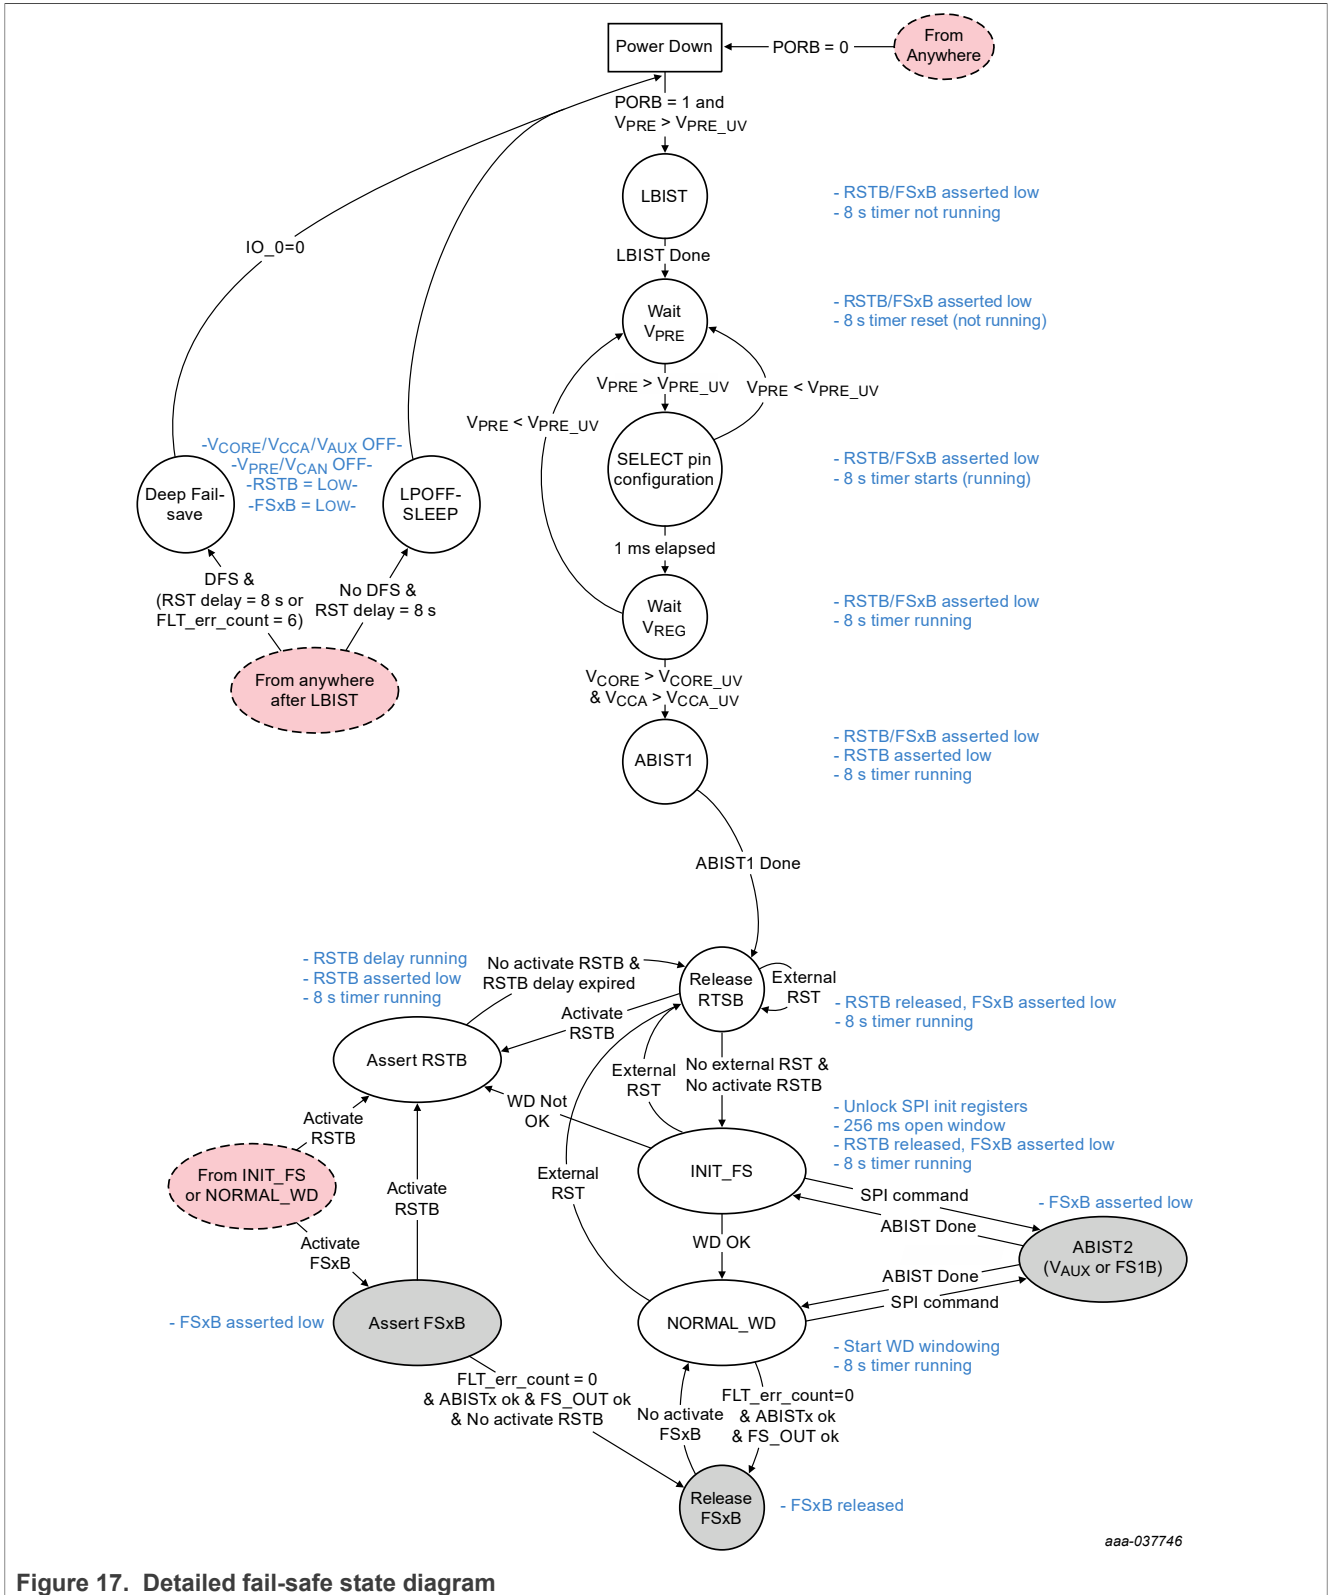 Power Down
PORB = 0
From
Anywhere
PORB = 1 and
VPRE > VPRE_UV
LBIST
- RSTB/FSxB asserted low
- 8 s timer not running
IO_0=0
LBIST Done
Wait
VPRE
- RSTB/FSxB asserted low
- 8 s timer reset (not running)
VPRE > VPRE_UV
VPRE < VPRE_UV
VPRE < VPRE_UV
SELECT pin
configuration
- RSTB/FSxB asserted low
- 8 s timer starts (running)
-VCORE/VCCA/VAUX OFF-
-VPRE/VCAN OFF-
-RSTB = LOW-
-FSxB = LOW-
Deep Fail-
save
LPOFF-
SLEEP
1 ms elapsed
DFS &
(RST delay = 8 s or
FLT_err_count = 6)
No DFS &
RST delay = 8 s
Wait
VREG
- RSTB/FSxB asserted low
- 8 s timer running
From anywhere
after LBIST
VCORE > VCORE_UV
& VCCA > VCCA_UV
ABIST1
- RSTB/FSxB asserted low
- RSTB asserted low
- 8 s timer running
ABIST1 Done
- RSTB delay running
- RSTB asserted low
- 8 s timer running
No activate RSTB &
RSTB delay expired
Release
RTSB
External
RST
- RSTB released, FSxB asserted low
- 8 s timer running
Activate
RSTB
Assert RSTB
External
RST
No external RST &
No activate RSTB
WD Not
OK
- Unlock SPI init registers
- 256 ms open window
- RSTB released, FSxB asserted low
- 8 s timer running
Activate
RSTB
From INIT_FS
or NORMAL_WD
Activate
RSTB
External
RST
INIT_FS
SPI command
ABIST Done
- FSxB asserted low
ABIST2
(VAUX or FS1B)
Activate
FSxB
WD OK
ABIST Done
SPI command
- FSxB asserted low
Assert FSxB
NORMAL_WD
- Start WD windowing
- 8 s timer running
FLT_err_count = 0
& ABISTx ok & FS_OUT ok
& No activate RSTB
No activate
FSxB
FLT_err_count=0
& ABISTx ok
& FS_OUT ok
Release
FSxB
- FSxB released
aaa-037746
Figure 17. Detailed fail-safe state diagram